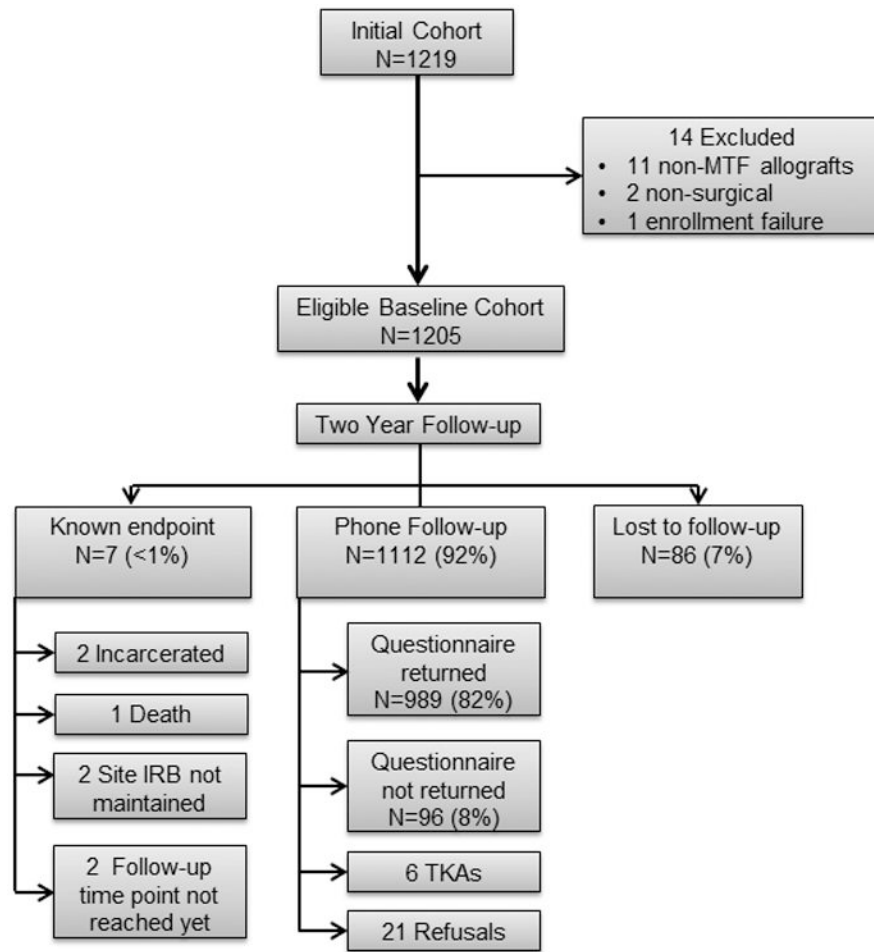 Initial Cohort
N=1219
14 Excluded
• 11 non-MTF allografts
• 2 non-surgical
• 1 enrollment failure
Eligible Baseline Cohort
N=1205
Two Year Follow-up
Known endpoint
N=7 (<1%)
Phone Follow-up
N=1112 (92%)
Lost to follow-up
N=86 (7%)
2 Incarcerated
1 Death
2 Site IRB not
maintained
2 Follow-up
time point not
reached yet
Questionnaire
returned
N=989 (82%)
Questionnaire
not returned
N=96 (8%)
6 TKAs
21 Refusals